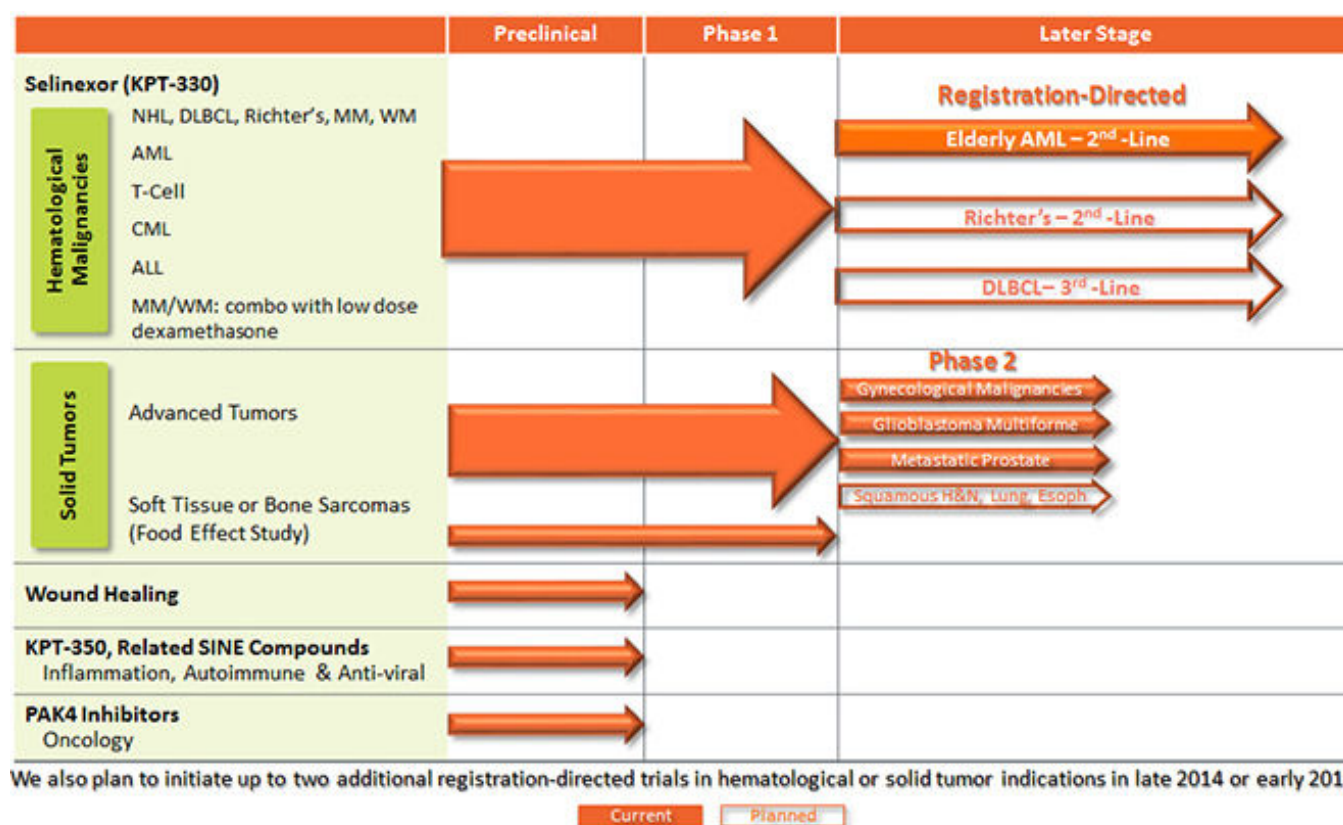 Preclinical Phase 1 Later Stage
Selinexor (KPT-330)
Hematological
Malignancies
NHL, DLBCL, Richter's, MM, WM
AML
T-Cell
CML
ALL
MM/WM: combo with low dose
dexamethasone
Registration-Directed
Elderly AML – 2nd -Line
Richter's – 2nd -Line
DLBCL– 3rd -Line
Solid Tumors
Advanced Tumors
Soft Tissue or Bone Sarcomas
(Food Effect Study)
Phase 2
Gynecological Malignancies
Glioblastoma Multiforme
Metastatic Prostate
Squamous H&N, Lung, Esoph
Wound Healing
KPT-350, Related SINE Compounds
Inflammation, Autoimmune & Anti-viral
PAK4 Inhibitors
Oncology
We also plan to initiate up to two additional registration-directed trials in hematological or solid tumor indications in late 2014 or early 201
Current Planned